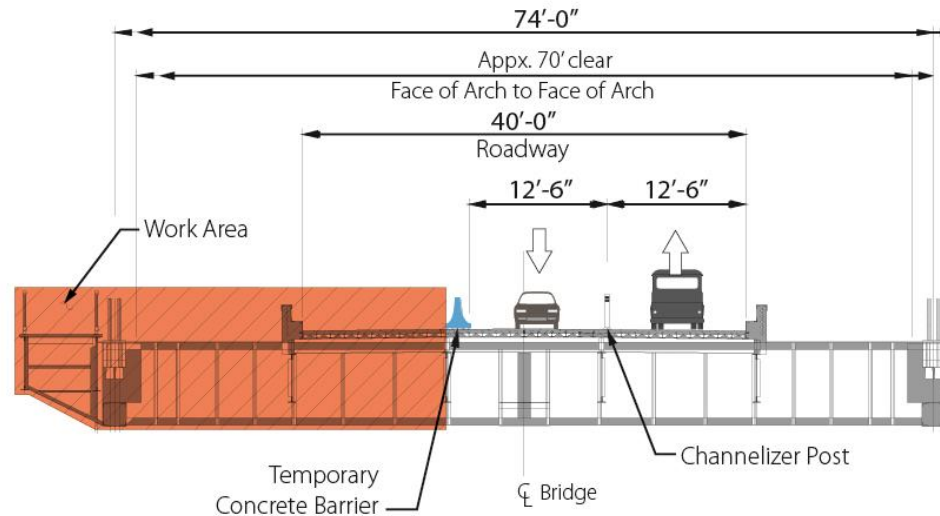 74’-0”
Appx. 70’ clear
Face of Arch to Face of Arch
40’-0”
Roadway
12’-6”
12’-6”
Work Area
Temporary
Concrete Barrier
℄ Bridge
Channelizer Post